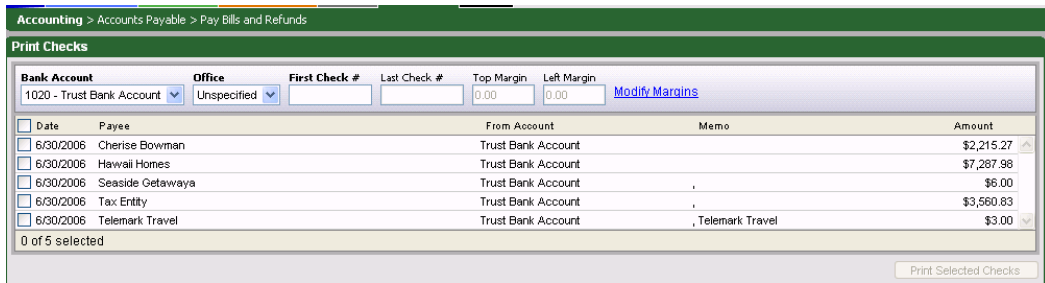 Accounting > Accounts Payable > Pay Bills and Refunds
Print Checks
Bank Account Office First Check # Last Check # Top Margin Left Margin
1020 - Trust Bank Account Unspecified 0.00 0.00 Modify Margins
Date Payee From Account Memo Amount
6/30/2006 Cherise Bowman Trust Bank Account $2,215.27
6/30/2006 Hawaii Homes Trust Bank Account $7,287.98
6/30/2006 Seaside Getawaya Trust Bank Account , $6.00
6/30/2006 Tax Entity Trust Bank Account , $3,560.83
6/30/2006 Telemark Travel Trust Bank Account , Telemark Travel $3.00
0 of 5 selected
Print Selected Checks